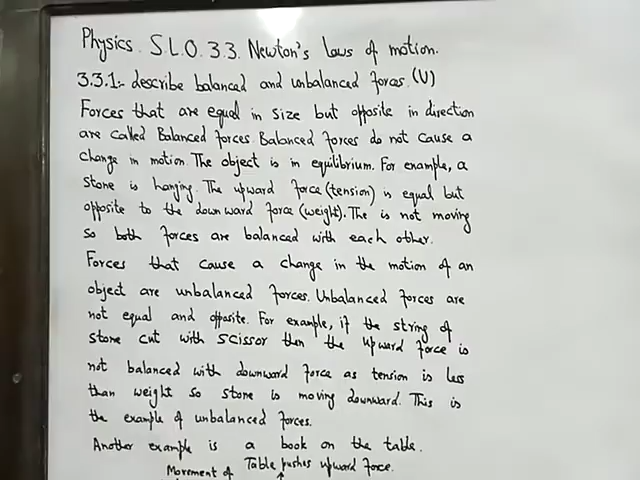 Physics. S.L.O. 3.3. Newton's laws of motion.
3.3.1:- describe balanced and unbalanced forces. (U)
Forces that are equal in size but opposite in direction
are called Balanced forces. Balanced forces do not cause a
change in motion. The object is in equilibrium. For example, a
stone is hanging. The upward force (tension) is equal but
opposite to the downward force (weight). The is not moving
so both forces are balanced with each other.
Forces that cause a change in the motion of an
object are unbalanced forces. Unbalanced forces are
not equal and opposite. For example, if the string of
stone cut with scissor then the upward force is
not balanced with downward force as tension is less
than weight so stone is moving downward. This is
the example of unbalanced forces.
Another example is a book on the table.
Movement of Table pushes upward force.